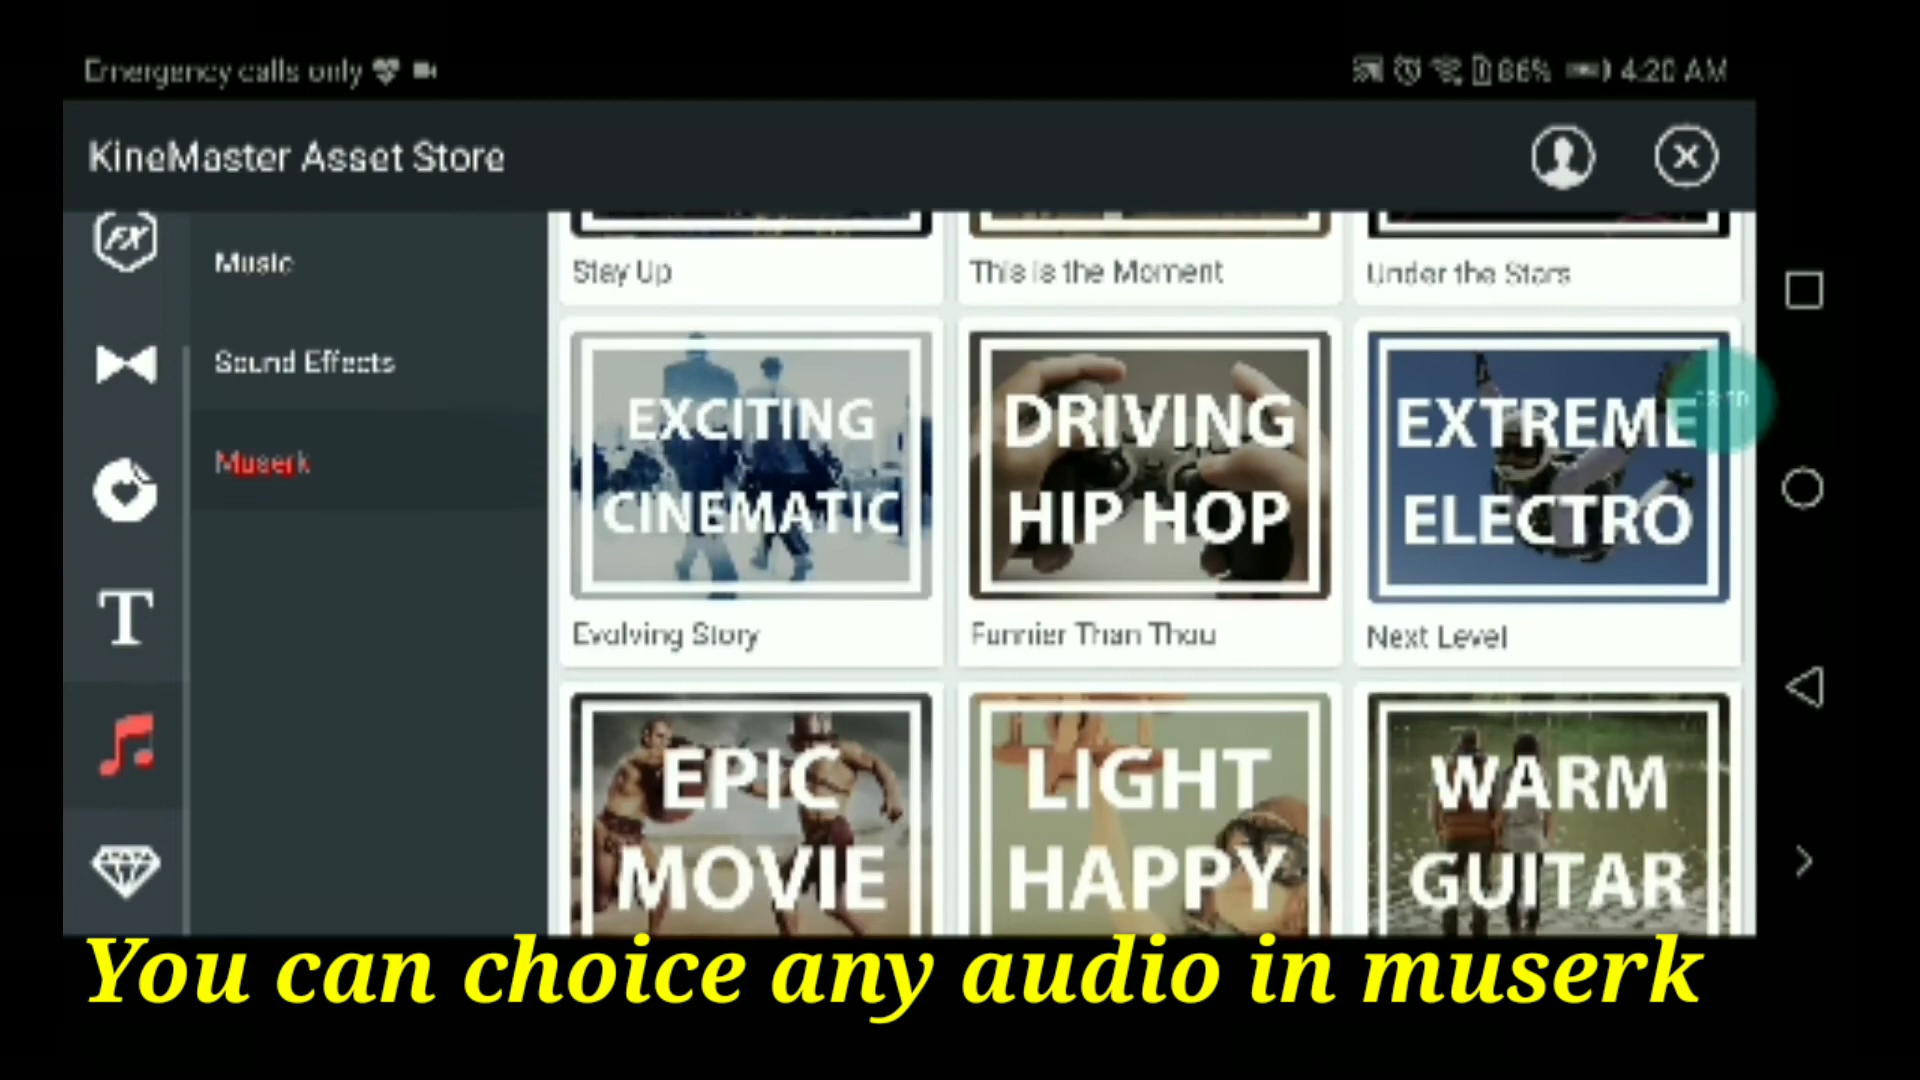 Emergency calls only
86% 4:20 AM
KineMaster Asset Store
FX
Music
Sound Effects
Muserk
Stay Up
This is the Moment
Under the Stars
EXCITING
CINEMATIC
Evolving Story
DRIVING
HIP HOP
Funnier Than Thou
EXTREME
ELECTRO
Next Level
T
EPIC
MOVIE
LIGHT
HAPPY
WARM
GUITAR
You can choice any audio in muserk